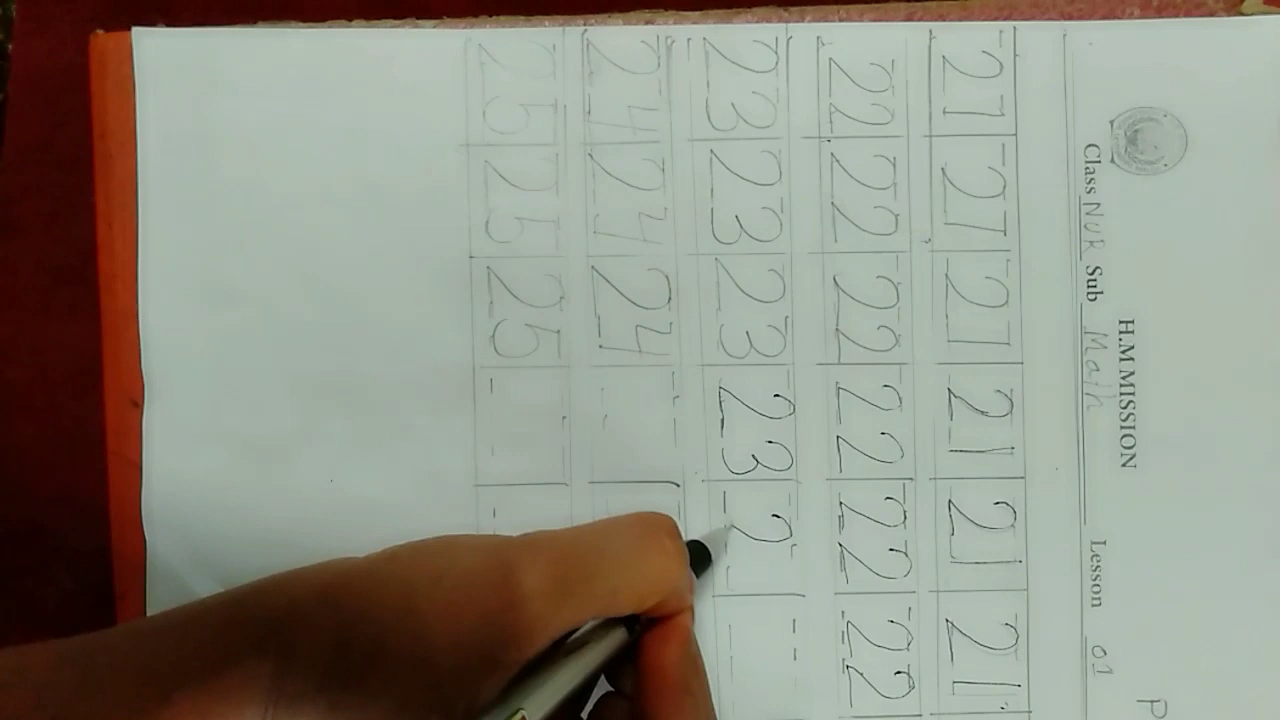 H.M MISSION
Class NUR Sub Math Lesson 01
P
21 21 21 21 21 21
22 22 22 22 22 22
23 23 23 23 2
24 24 24
25 25 25